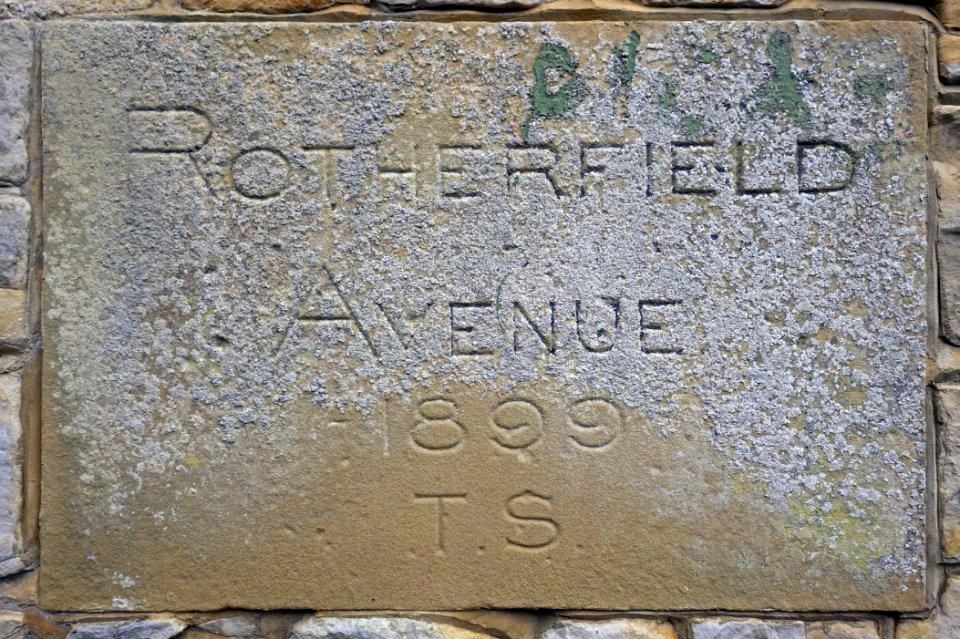 ROTHERFIELD
AVENUE
1899
T.S.